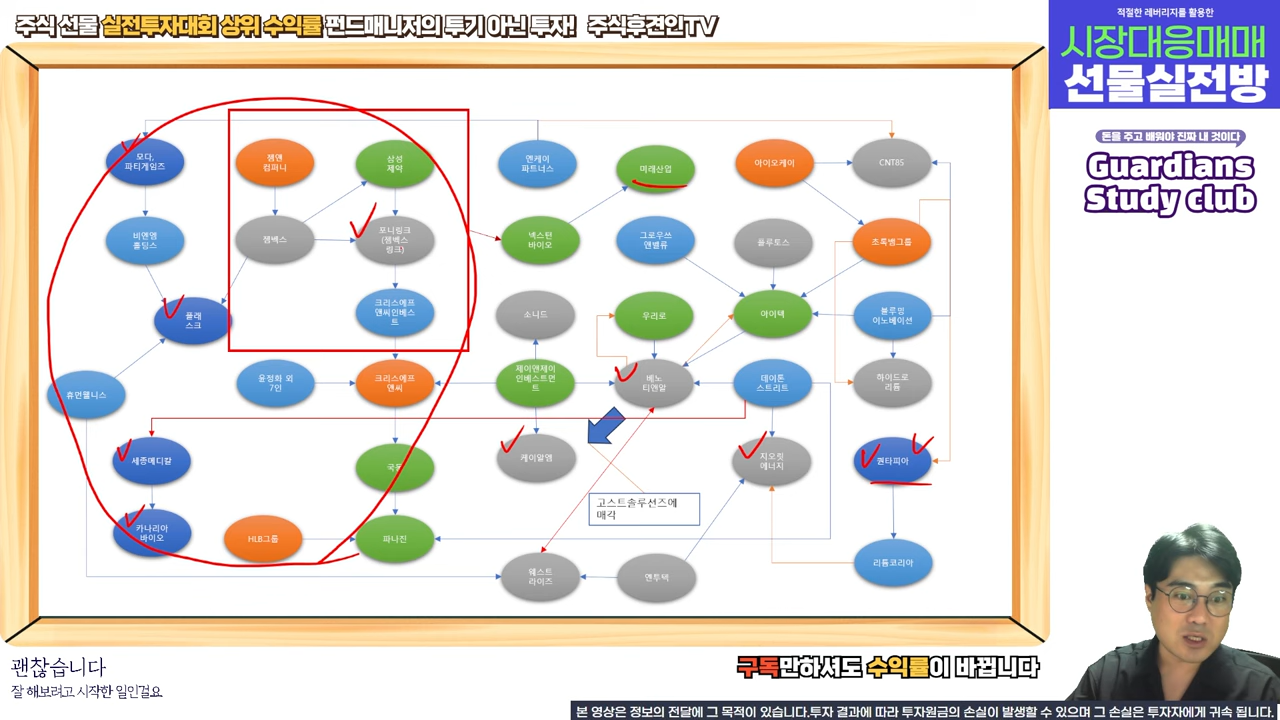 주식 선물 실전투자대회 상위 수익률 펀드매니저의 투기 아닌 투자! 주식후견인TV
적절한 레버리지를 활용한
시장대응매매
선물실전방
돈을 주고 배워야 진짜 내 것이다
Guardians
Study club
모다,
파티게임즈
젬앤
컴퍼니
삼성
제약
앤케이
파트너스
미래산업
아이오케이
CNT85
비엔엠
홀딩스
젬백스
포니링크
(젬백스
링크)
넥스턴
바이오
그로우쓰
앤밸류
플루토스
초록뱀그룹
플래
스크
크리스에프
앤씨인베스
트
소니드
우리로
아이텍
블루밍
이노베이션
휴먼웰니스
윤정화 외
7인
크리스에프
앤씨
제이앤제이
인베스트먼
트
베노
티앤알
데이톤
스트리트
하이드로
리튬
세종메디칼
국동
케이알엠
지오릿
에너지
퀀타피아
고스트솔루션즈에
매각
카나리아
바이오
HLB그룹
파나진
웨스트
라이즈
엔투텍
리튬코리아
괜찮습니다
잘 해보려고 시작한 일인걸요
구독만하셔도 수익률이 바뀝니다
본 영상은 정보의 전달에 그 목적이 있습니다.투자 결과에 따라 투자원금의 손실이 발생할 수 있으며 그 손실은 투자자에게 귀속 됩니다.